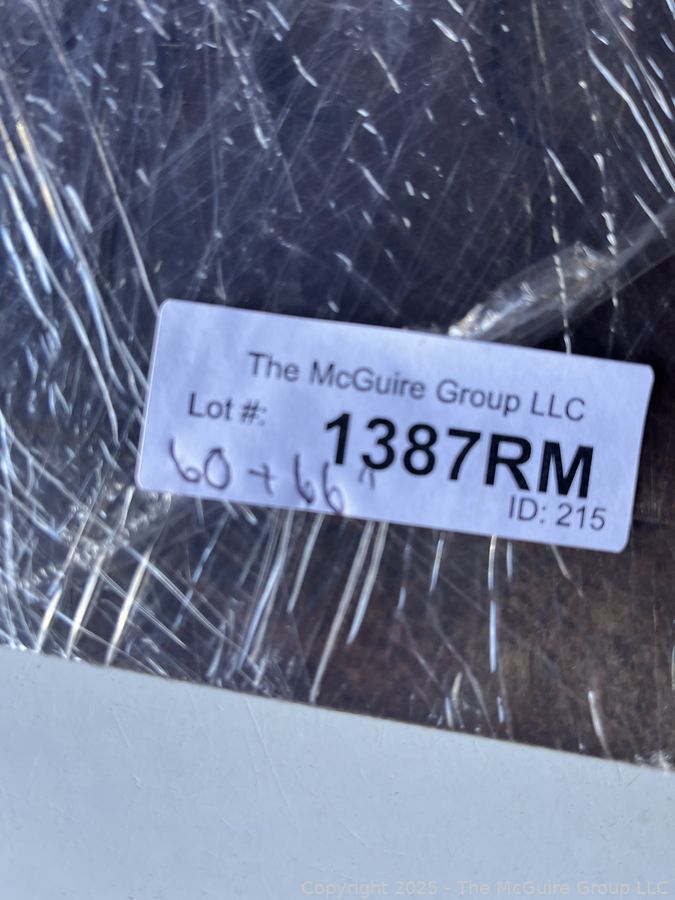 The McGuire Group LLC
Lot #: 1387RM
60 + 66"
ID: 215
Copyright 2025 - The McGuire Group LLC